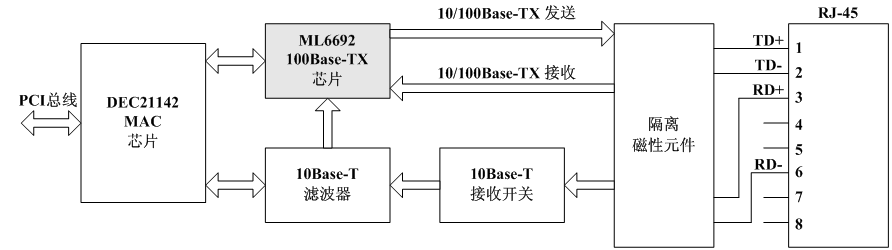 10/100Base-TX 发送
RJ-45
ML6692
100Base-TX
芯片
TD+
1
TD-
2
10/100Base-TX 接收
RD+
3
PCI总线
DEC21142
MAC
芯片
隔离
磁性元件
4
5
10Base-T
滤波器
10Base-T
接收开关
RD-
6
7
8